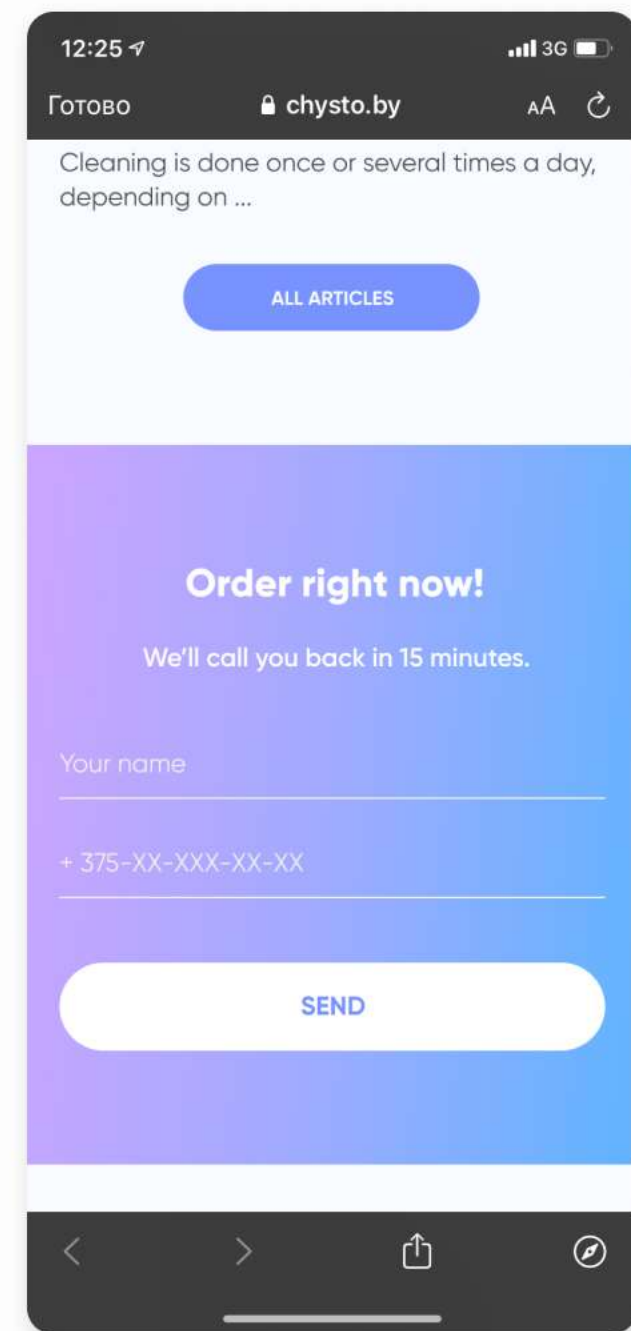 12:25 3G
Готово chysto.by AA
Cleaning is done once or several times a day,
depending on ...
ALL ARTICLES
Order right now!
We'll call you back in 15 minutes.
Your name
+ 375-XX-XXX-XX-XX
SEND